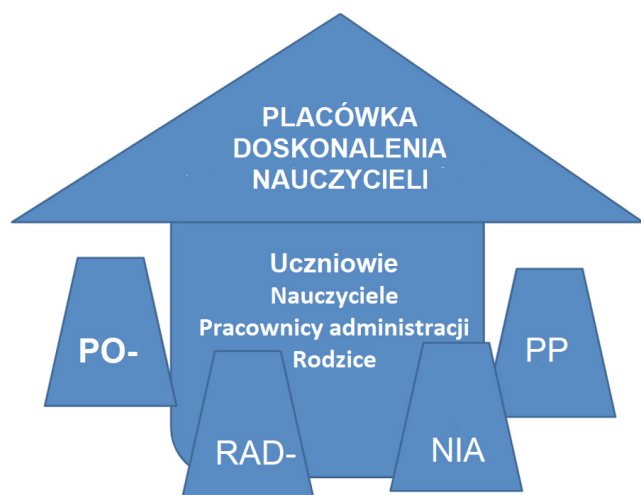 PLACÓWKA
DOSKONALENIA
NAUCZYCIELI
Uczniowie
Nauczyciele
Pracownicy administracji
Rodzice
PO-
RAD-
NIA
PP